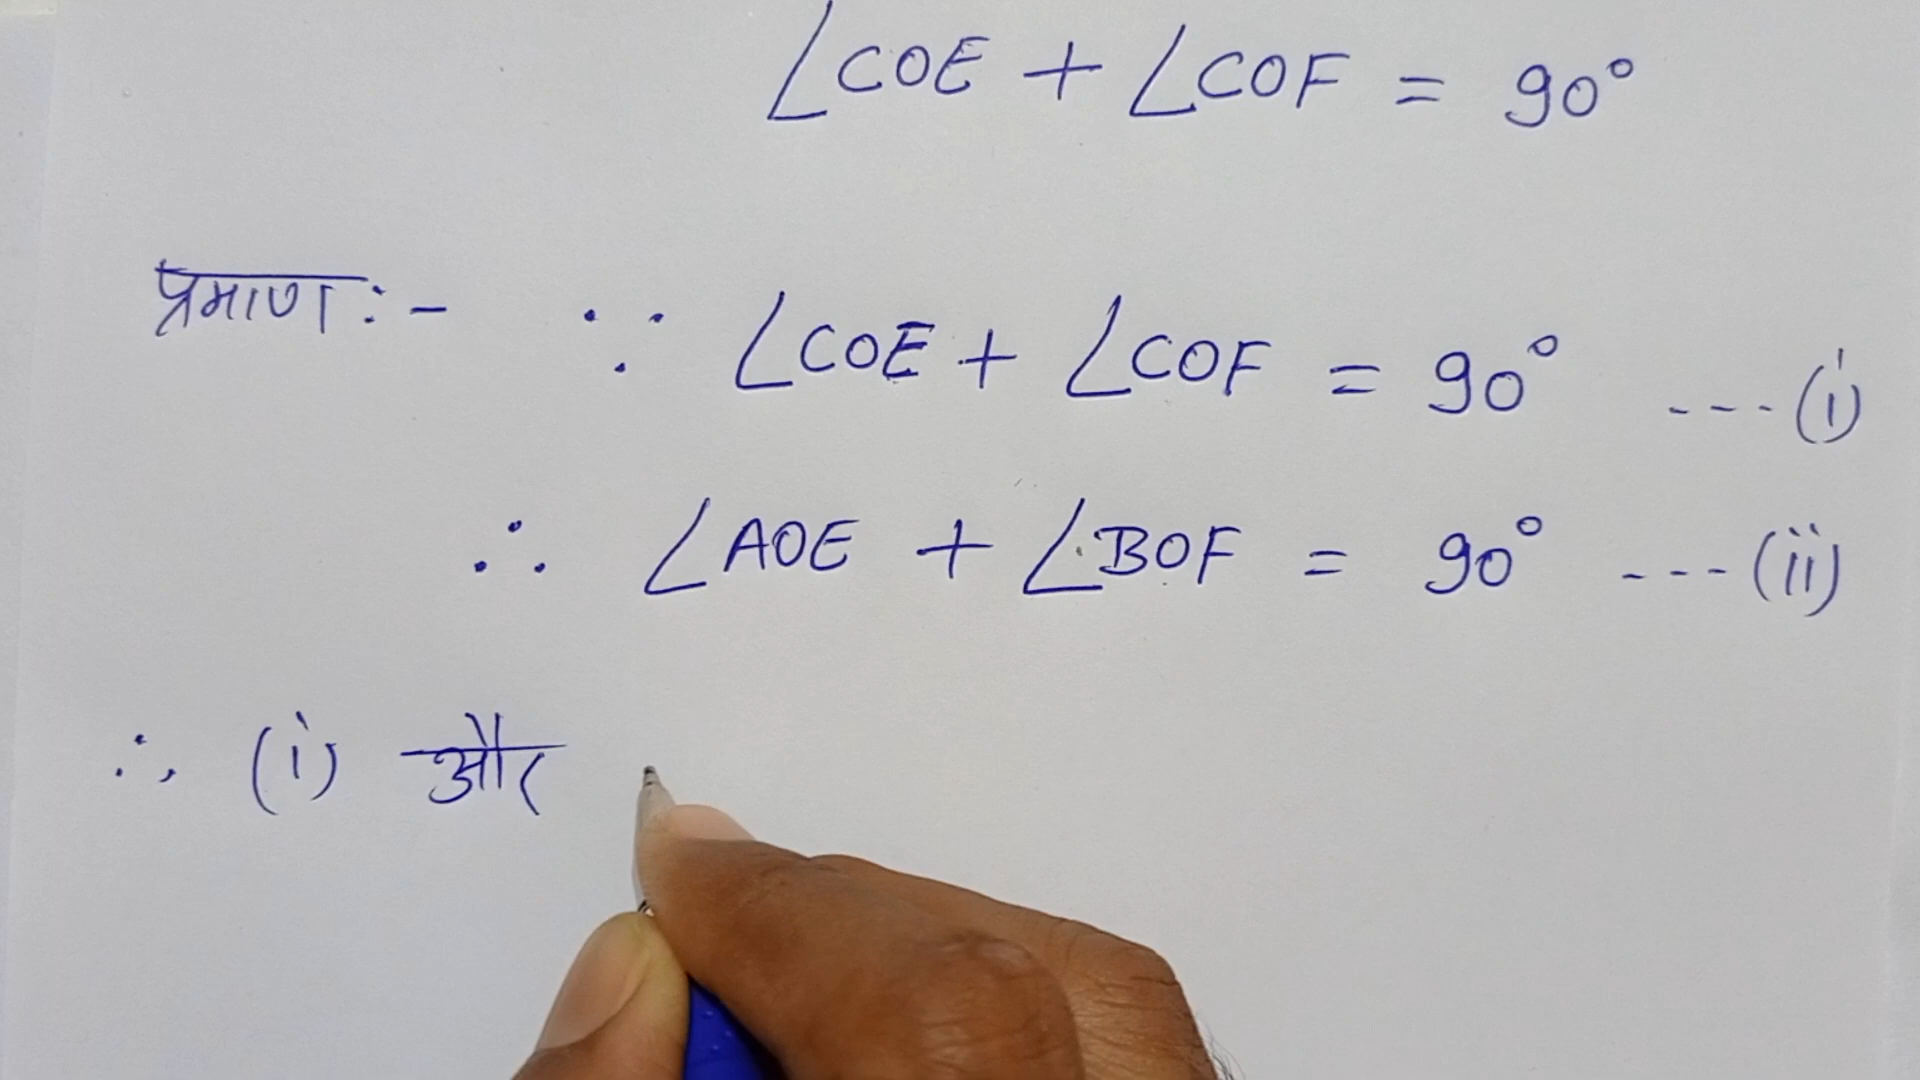 ∠COE + ∠COF = 90°
प्रमाण:- ∵ ∠COE + ∠COF = 90° ---(i)
∴ ∠AOE + ∠BOF = 90° ---(ii)
∴ (i) और